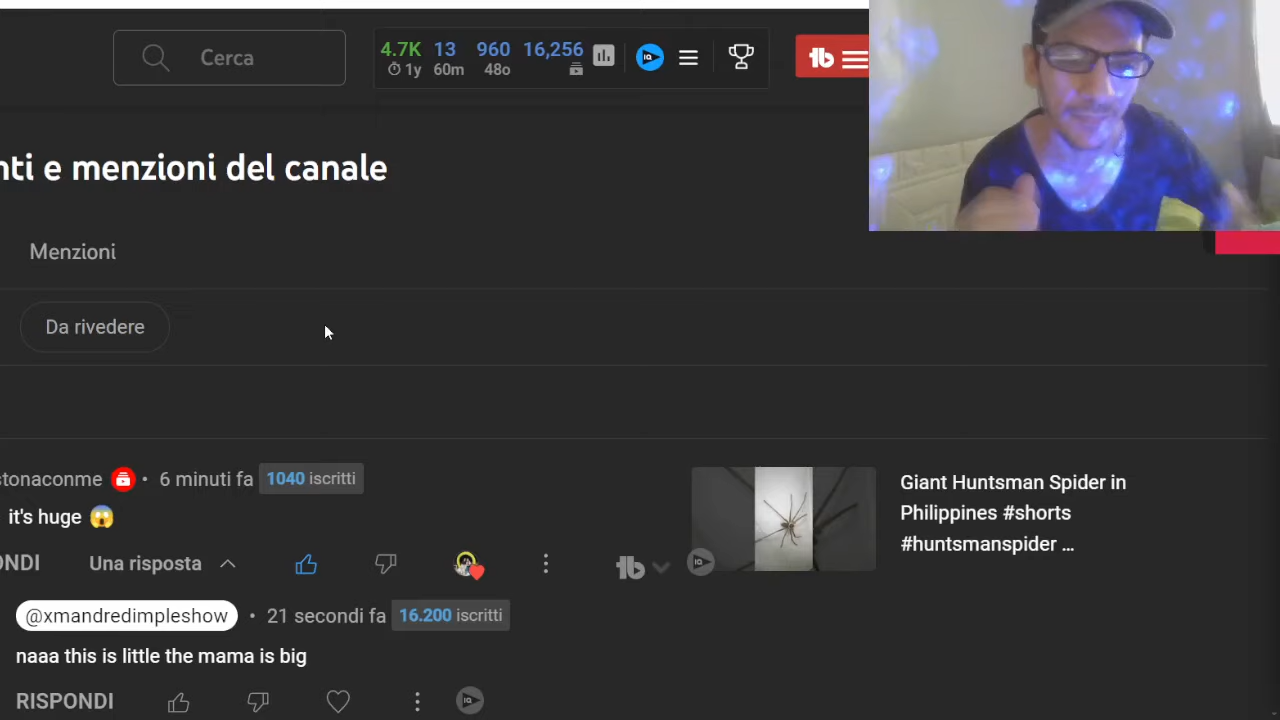 Cerca
4.7K 13 960 16,256
1y 60m 48o
nti e menzioni del canale
Menzioni
Da rivedere
stonaconme • 6 minuti fa 1040 iscritti
it's huge 😱
ONDI Una risposta
Giant Huntsman Spider in
Philippines #shorts
#huntsmanspider ...
@xmandredimpleshow • 21 secondi fa 16.200 iscritti
naaa this is little the mama is big
RISPONDI